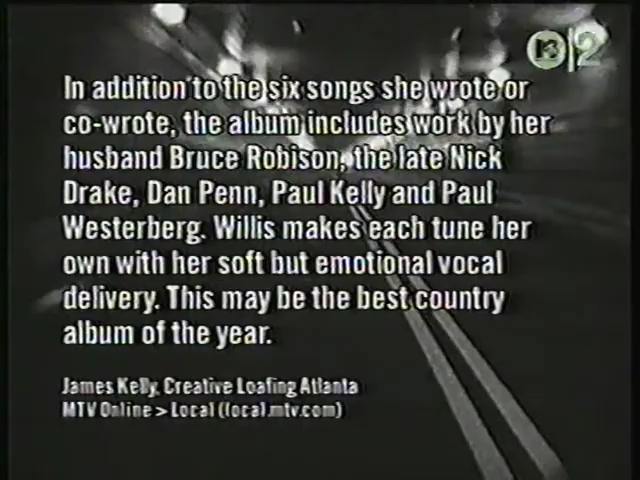 2
In addition to the six songs she wrote or
co-wrote, the album includes work by her
husband Bruce Robison, the late Nick
Drake, Dan Penn, Paul Kelly and Paul
Westerberg. Willis makes each tune her
own with her soft but emotional vocal
delivery. This may be the best country
album of the year.
James Kelly, Creative Loafing Atlanta
MTV Online > Local (local.mtv.com)